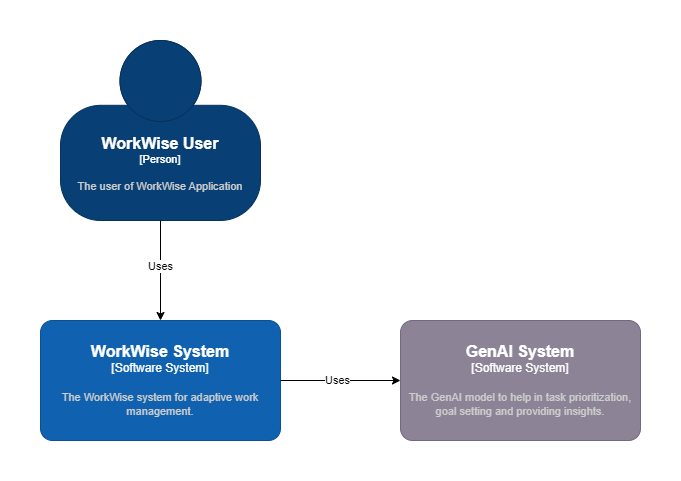 WorkWise User
[Person]
The user of WorkWise Application
Uses
WorkWise System
[Software System]
The WorkWise system for adaptive work
management.
Uses
GenAI System
[Software System]
The GenAI model to help in task prioritization,
goal setting and providing insights.